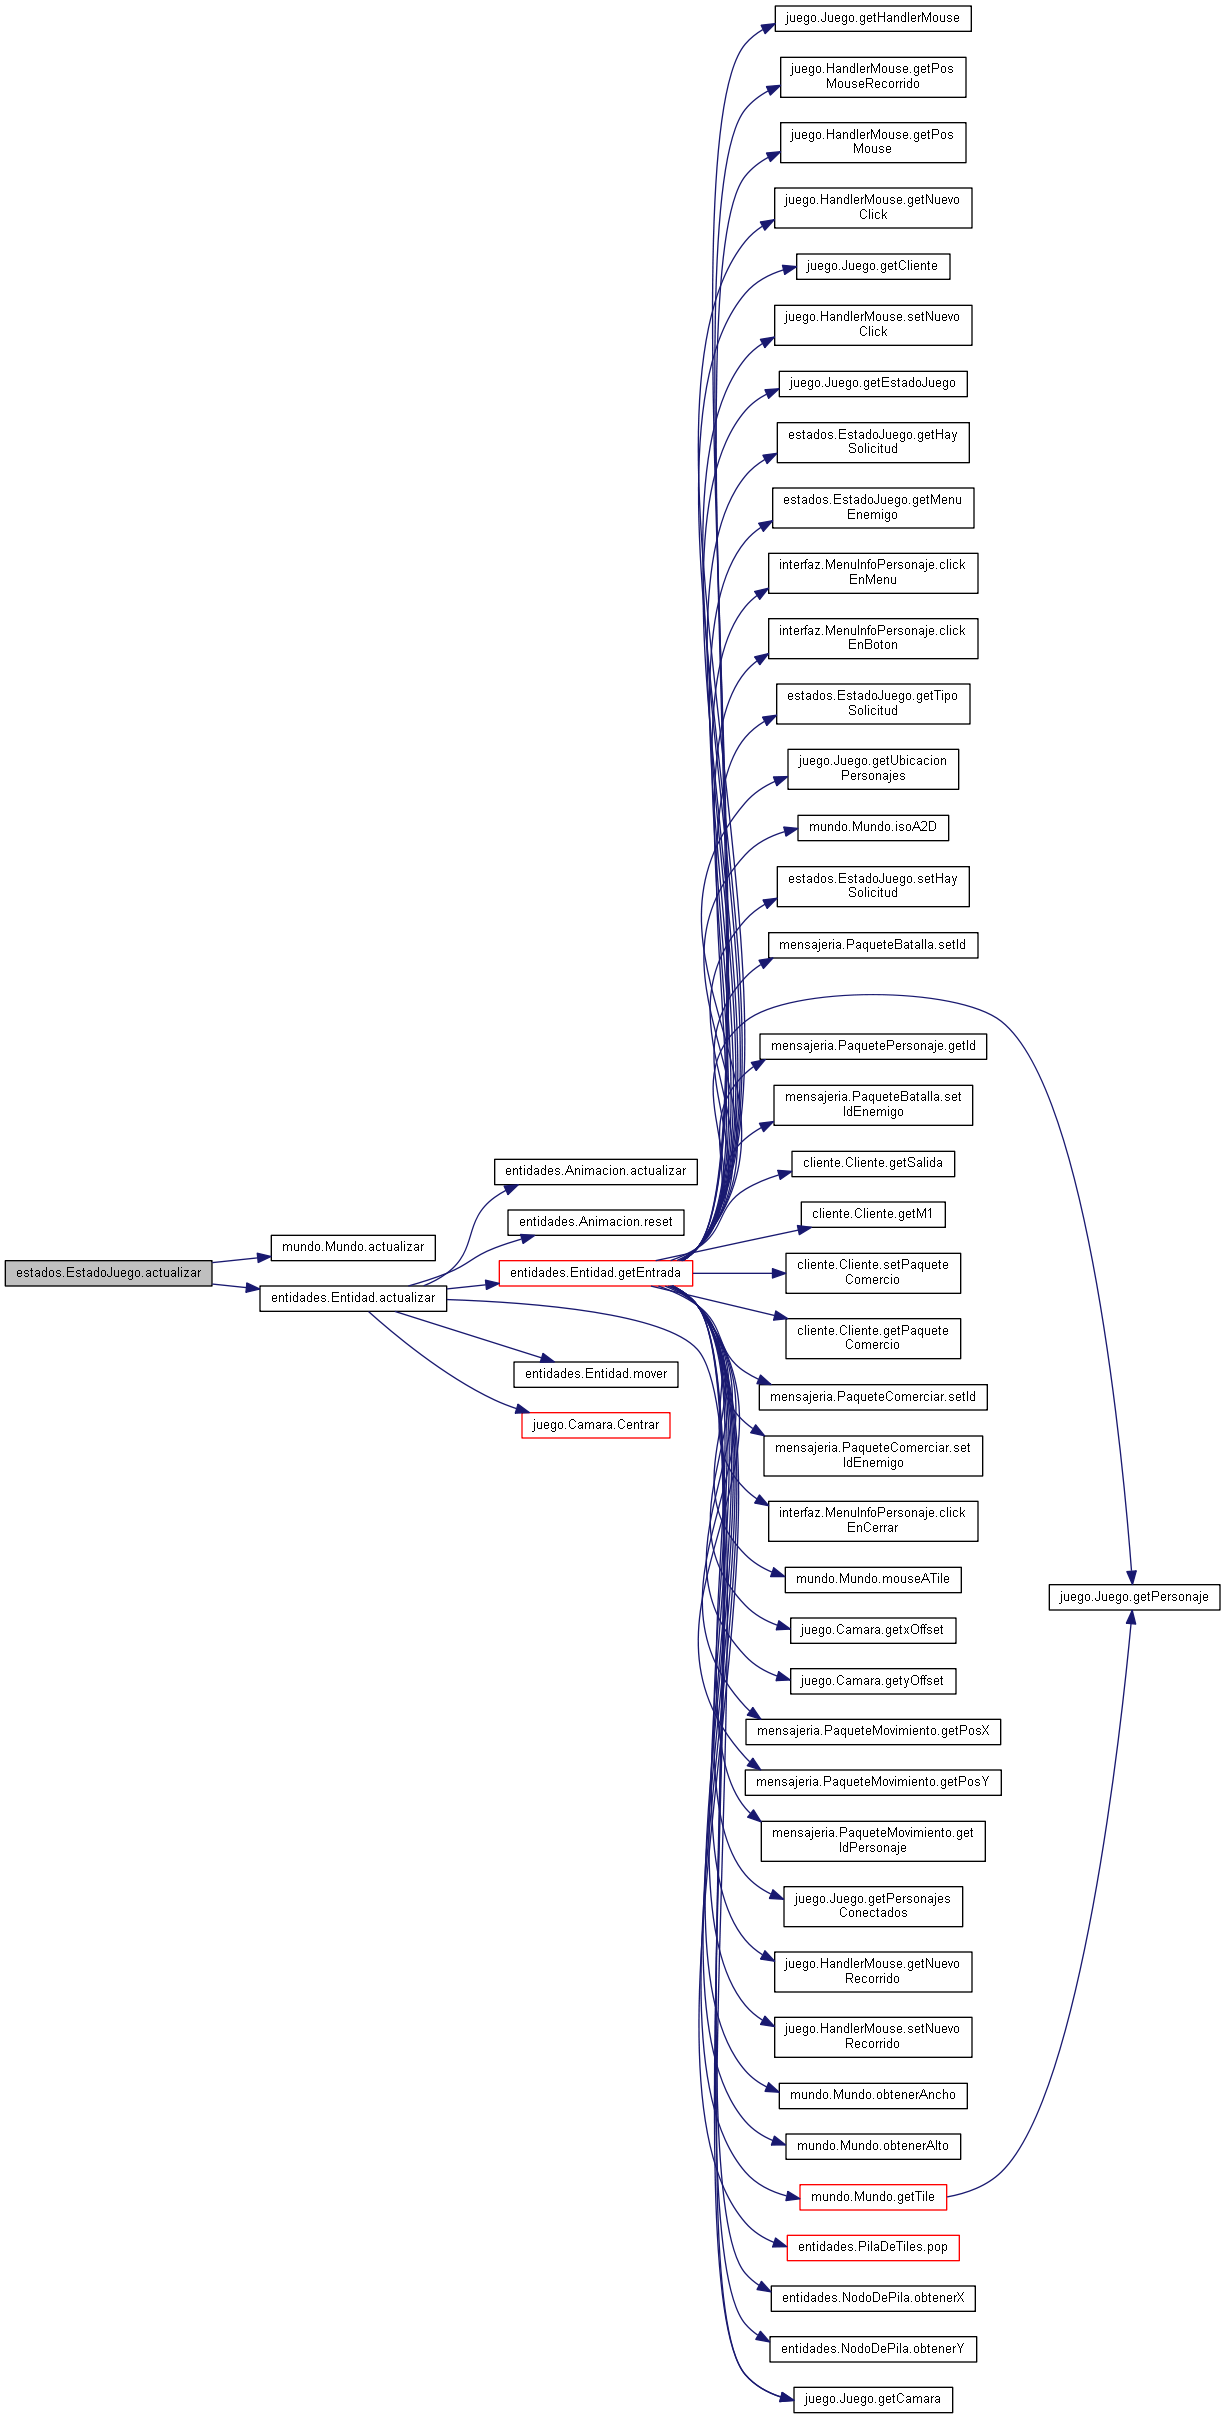 juego.Juego.getHandlerMouse
juego.HandlerMouse.getPos
MouseRecorrido
juego.HandlerMouse.getPos
Mouse
juego.HandlerMouse.getNuevo
Click
juego.Juego.getCliente
juego.HandlerMouse.setNuevo
Click
juego.Juego.getEstadoJuego
estados.EstadoJuego.getHay
Solicitud
estados.EstadoJuego.getMenu
Enemigo
interfaz.MenuInfoPersonaje.click
EnMenu
interfaz.MenuInfoPersonaje.click
EnBoton
estados.EstadoJuego.getTipo
Solicitud
juego.Juego.getUbicacion
Personajes
mundo.Mundo.isoA2D
estados.EstadoJuego.setHay
Solicitud
mensajeria.PaqueteBatalla.setId
mensajeria.PaquetePersonaje.getId
mensajeria.PaqueteBatalla.set
IdEnemigo
cliente.Cliente.getSalida
entidades.Animacion.actualizar
cliente.Cliente.getM1
entidades.Animacion.reset
mundo.Mundo.actualizar
estados.EstadoJuego.actualizar
entidades.Entidad.getEntrada
cliente.Cliente.setPaquete
Comercio
entidades.Entidad.actualizar
cliente.Cliente.getPaquete
Comercio
entidades.Entidad.mover
mensajeria.PaqueteComerciar.setId
juego.Camara.Centrar
mensajeria.PaqueteComerciar.set
IdEnemigo
interfaz.MenuInfoPersonaje.click
EnCerrar
mundo.Mundo.mouseATile
juego.Juego.getPersonaje
juego.Camara.getxOffset
juego.Camara.getyOffset
mensajeria.PaqueteMovimiento.getPosX
mensajeria.PaqueteMovimiento.getPosY
mensajeria.PaqueteMovimiento.get
IdPersonaje
juego.Juego.getPersonajes
Conectados
juego.HandlerMouse.getNuevo
Recorrido
juego.HandlerMouse.setNuevo
Recorrido
mundo.Mundo.obtenerAncho
mundo.Mundo.obtenerAlto
mundo.Mundo.getTile
entidades.PilaDeTiles.pop
entidades.NodoDePila.obtenerX
entidades.NodoDePila.obtenerY
juego.Juego.getCamara